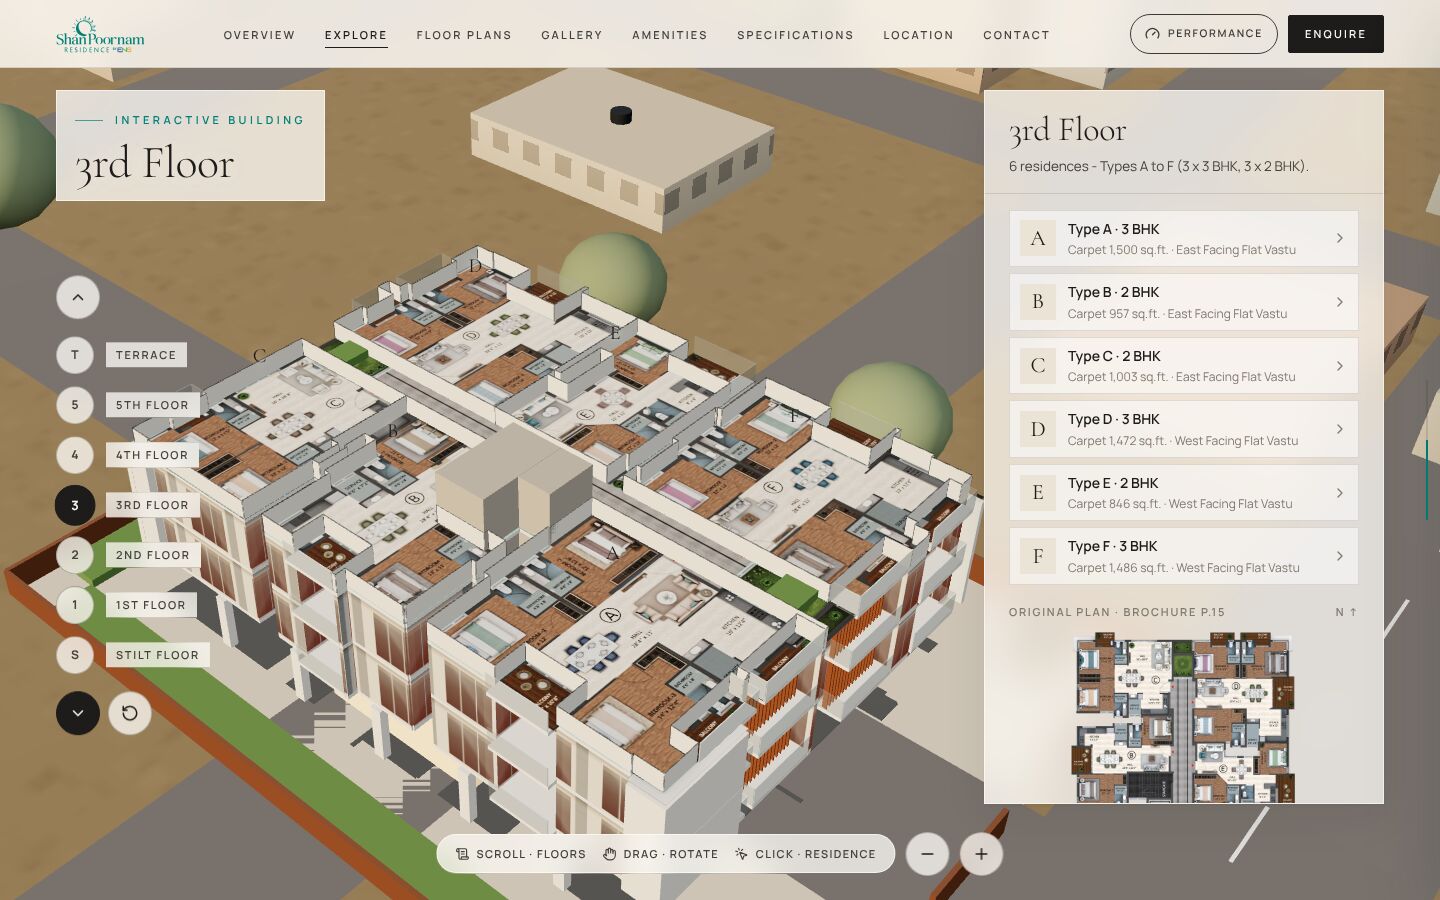 ShanPoornam
RESIDENCE BY ENS
OVERVIEW
EXPLORE
FLOOR PLANS
GALLERY
AMENITIES
SPECIFICATIONS
LOCATION
CONTACT
PERFORMANCE
ENQUIRE
INTERACTIVE BUILDING
3rd Floor
T TERRACE
5 5TH FLOOR
4 4TH FLOOR
3 3RD FLOOR
2 2ND FLOOR
1 1ST FLOOR
S STILT FLOOR
D
E
C
D
C
B
E
F
B
F
A
A
3rd Floor
6 residences - Types A to F (3 x 3 BHK, 3 x 2 BHK).
A Type A · 3 BHK
Carpet 1,500 sq.ft. · East Facing Flat Vastu
B Type B · 2 BHK
Carpet 957 sq.ft. · East Facing Flat Vastu
C Type C · 2 BHK
Carpet 1,003 sq.ft. · East Facing Flat Vastu
D Type D · 3 BHK
Carpet 1,472 sq.ft. · West Facing Flat Vastu
E Type E · 2 BHK
Carpet 846 sq.ft. · West Facing Flat Vastu
F Type F · 3 BHK
Carpet 1,486 sq.ft. · West Facing Flat Vastu
ORIGINAL PLAN · BROCHURE P.15
N ↑
C
D
B
E
SCROLL · FLOORS
DRAG · ROTATE
CLICK · RESIDENCE